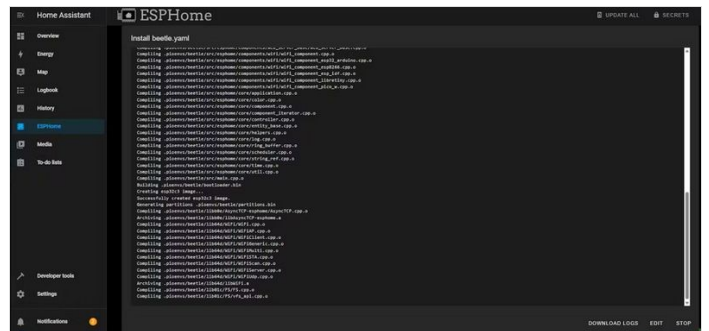 Home Assistant
ESPHome
UPDATE ALL
SECRETS
Overview
Energy
Map
Logbook
History
ESPHome
Media
To-do lists
Developer tools
Settings
Notifications
Install beetle.yaml
Compiling .pioenvs/beetle/src/esphome/components/wifi/wifi_component.cpp.o
Compiling .pioenvs/beetle/src/esphome/components/wifi/wifi_component_esp32_arduino.cpp.o
Compiling .pioenvs/beetle/src/esphome/components/wifi/wifi_component_esp8266.cpp.o
Compiling .pioenvs/beetle/src/esphome/components/wifi/wifi_component_esp_idf.cpp.o
Compiling .pioenvs/beetle/src/esphome/components/wifi/wifi_component_libretiny.cpp.o
Compiling .pioenvs/beetle/src/esphome/components/wifi/wifi_component_pico_w.cpp.o
Compiling .pioenvs/beetle/src/esphome/core/application.cpp.o
Compiling .pioenvs/beetle/src/esphome/core/color.cpp.o
Compiling .pioenvs/beetle/src/esphome/core/component.cpp.o
Compiling .pioenvs/beetle/src/esphome/core/component_iterator.cpp.o
Compiling .pioenvs/beetle/src/esphome/core/controller.cpp.o
Compiling .pioenvs/beetle/src/esphome/core/entity_base.cpp.o
Compiling .pioenvs/beetle/src/esphome/core/helpers.cpp.o
Compiling .pioenvs/beetle/src/esphome/core/log.cpp.o
Compiling .pioenvs/beetle/src/esphome/core/ring_buffer.cpp.o
Compiling .pioenvs/beetle/src/esphome/core/scheduler.cpp.o
Compiling .pioenvs/beetle/src/esphome/core/string_ref.cpp.o
Compiling .pioenvs/beetle/src/esphome/core/time.cpp.o
Compiling .pioenvs/beetle/src/esphome/core/util.cpp.o
Compiling .pioenvs/beetle/src/main.cpp.o
Building .pioenvs/beetle/bootloader.bin
Creating esp32c3 image...
Successfully created esp32c3 image.
Generating partitions .pioenvs/beetle/partitions.bin
Compiling .pioenvs/beetle/
Archiving .pioenvs/beetle/
Compiling .pioenvs/beetle/lib64d/WiFi/WiFi.cpp.o
Compiling .pioenvs/beetle/lib64d/WiFi/WiFiAP.cpp.o
Compiling .pioenvs/beetle/lib64d/WiFi/WiFiClient.cpp.o
Compiling .pioenvs/beetle/lib64d/WiFi/WiFiGeneric.cpp.o
Compiling .pioenvs/beetle/lib64d/WiFi/WiFiMulti.cpp.o
Compiling .pioenvs/beetle/lib64d/WiFi/WiFiSTA.cpp.o
Compiling .pioenvs/beetle/lib64d/WiFi/WiFiScan.cpp.o
Compiling .pioenvs/beetle/lib64d/WiFi/WiFiServer.cpp.o
Compiling .pioenvs/beetle/lib64d/WiFi/WiFiUdp.cpp.o
Archiving .pioenvs/beetle/lib64d/libWiFi.a
Compiling
Compiling
DOWNLOAD LOGS
EDIT
STOP